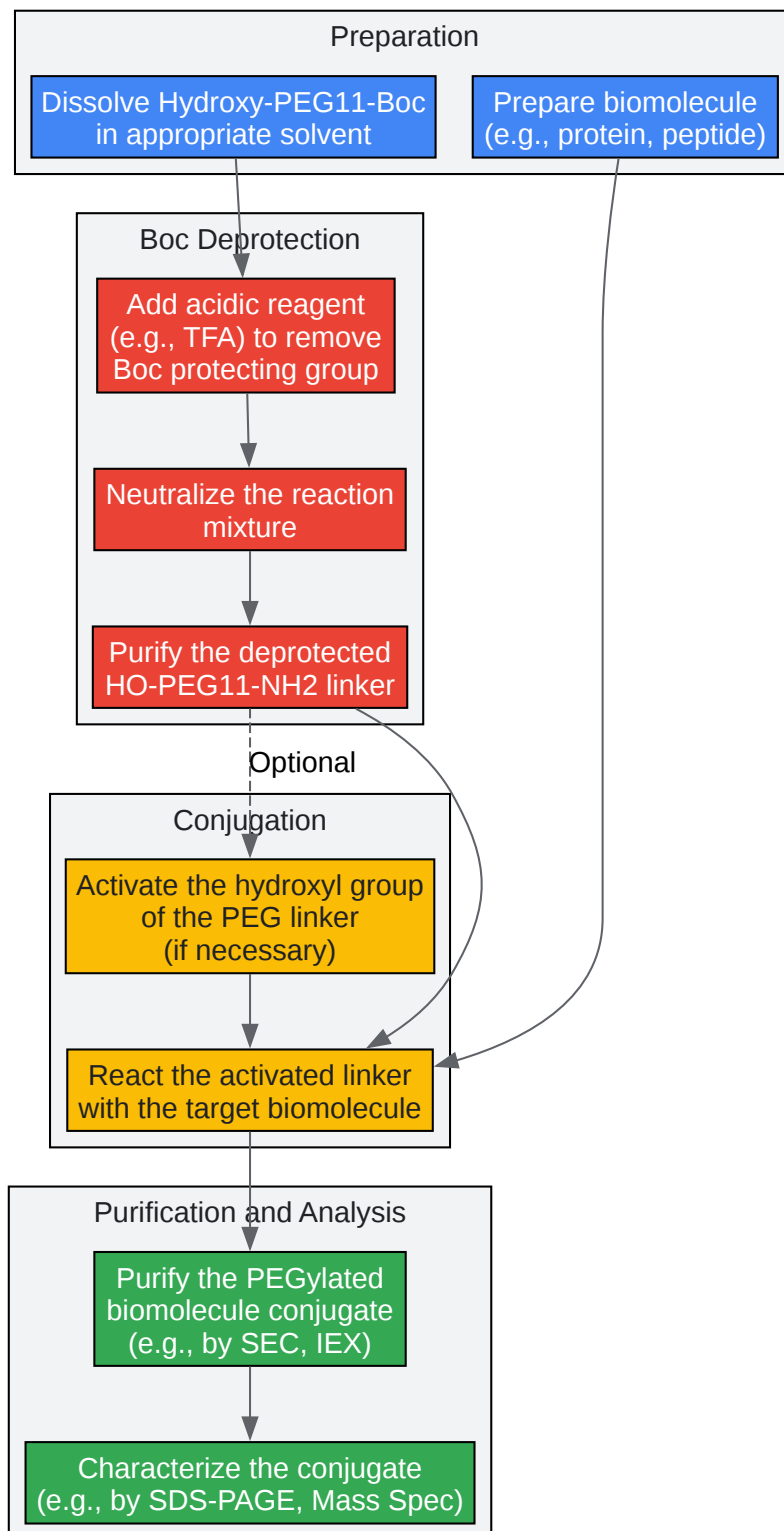 Preparation
Dissolve Hydroxy-PEG11-Boc
in appropriate solvent
Prepare biomolecule
(e.g., protein, peptide)
Boc Deprotection
Add acidic reagent
(e.g., TFA) to remove
Boc protecting group
Neutralize the reaction
mixture
Purify the deprotected
HO-PEG11-NH2 linker
Optional
Conjugation
Activate the hydroxyl group
of the PEG linker
(if necessary)
React the activated linker
with the target biomolecule
Purification and Analysis
Purify the PEGylated
biomolecule conjugate
(e.g., by SEC, IEX)
Characterize the conjugate
(e.g., by SDS-PAGE, Mass Spec)